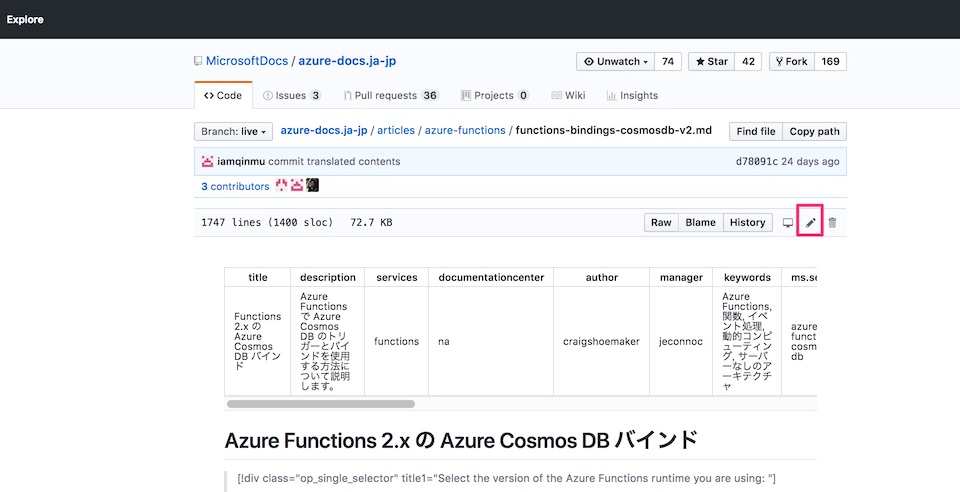 Explore
MicrosoftDocs / azure-docs.ja-jp
Unwatch 74 Star 42 Fork 169
Code Issues 3 Pull requests 36 Projects 0 Wiki Insights
Branch: live azure-docs.ja-jp / articles / azure-functions / functions-bindings-cosmosdb-v2.md Find file Copy path
iamqinmu commit translated contents d78091c 24 days ago
3 contributors
1747 lines (1400 sloc) 72.7 KB Raw Blame History
title description services documentationcenter author manager keywords ms.se
Functions
2.x の
Azure
Cosmos
DB バイン
ド
Azure
Functions
で Azure
Cosmos
DB のトリ
ガーとバイ
ンドを使用
する方法に
ついて説明
します。
functions
na
craigshoemaker
jeconnoc
Azure
Functions,
関数, イベ
ント処理,
動的コンピ
ューティン
グ, サーバ
ーなしのア
ーキテクチ
ャ
azure
funct
cosm
db
Azure Functions 2.x の Azure Cosmos DB バインド
[!div class="op_single_selector" title1="Select the version of the Azure Functions runtime you are using: "]